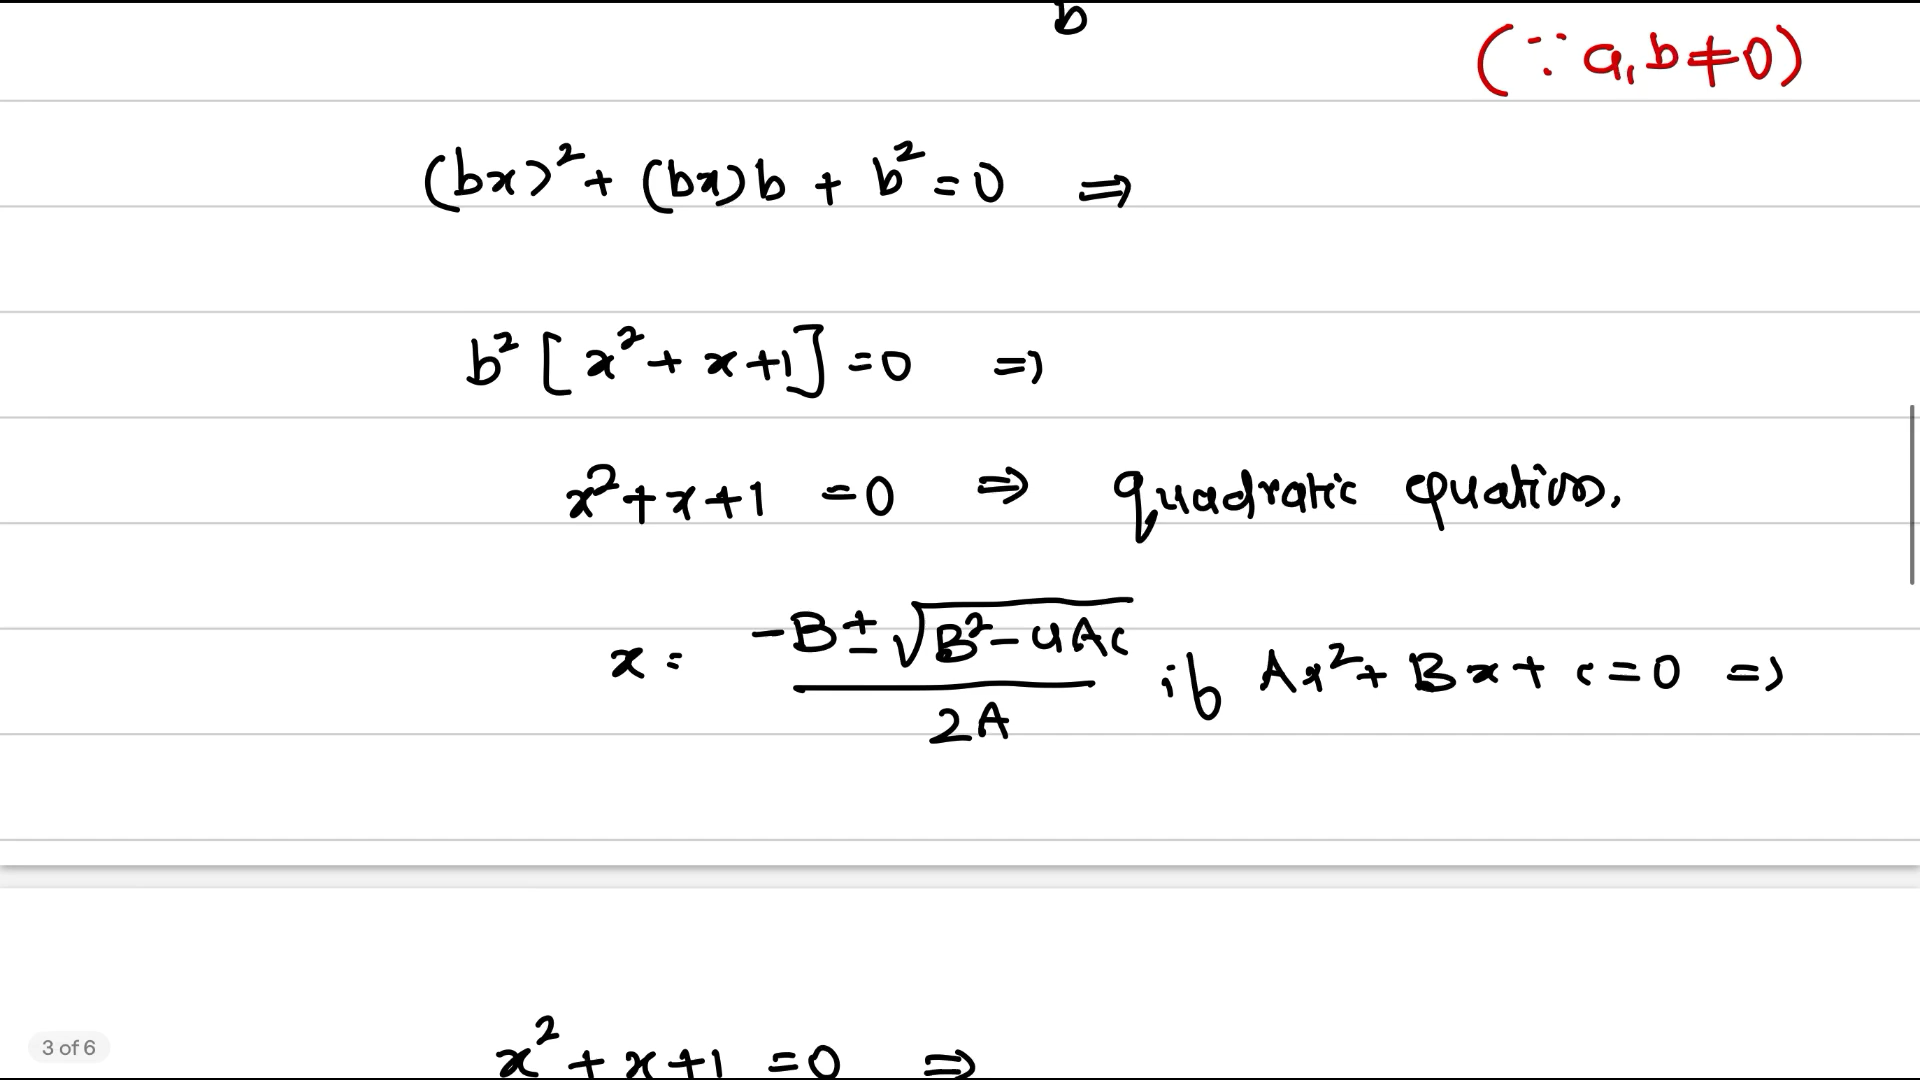 b
(∵ a, b ≠ 0)
(bx)² + (bx)b + b² = 0 ⇒
b² [x² + x + 1] = 0 ⇒
x² + x + 1 = 0 ⇒ quadratic equation.
x = (-B ± √(B² - 4AC)) / 2A if Ax² + Bx + C = 0 ⇒
x² + x + 1 = 0 ⇒
3 of 6